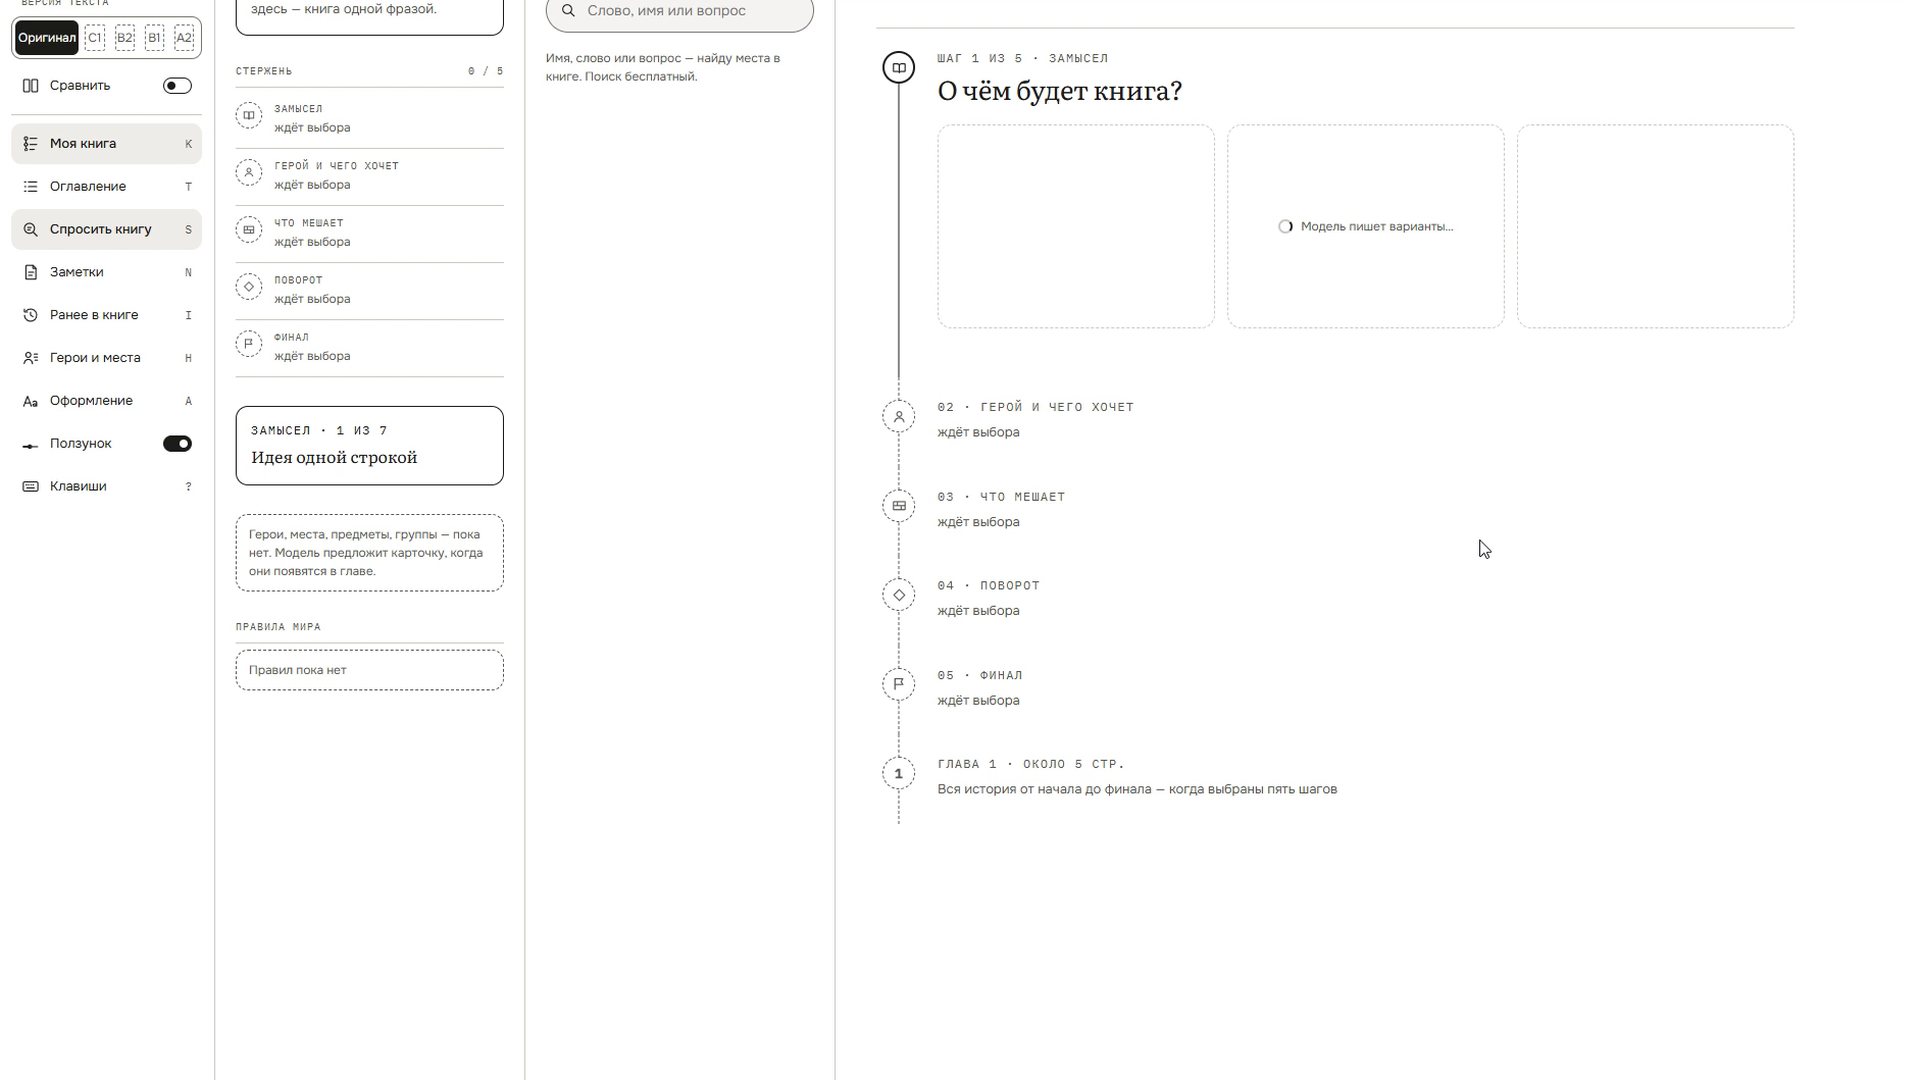 ВЕРСИЯ ТЕКСТА
Оригинал C1 B2 B1 A2
Сравнить
Моя книга K
Оглавление T
Спросить книгу S
Заметки N
Ранее в книге I
Герои и места H
Оформление A
Ползунок
Клавиши ?
здесь — книга одной фразой.
СТЕРЖЕНЬ 0 / 5
ЗАМЫСЕЛ
ждёт выбора
ГЕРОЙ И ЧЕГО ХОЧЕТ
ждёт выбора
ЧТО МЕШАЕТ
ждёт выбора
ПОВОРОТ
ждёт выбора
ФИНАЛ
ждёт выбора
ЗАМЫСЕЛ · 1 ИЗ 7
Идея одной строкой
Герои, места, предметы, группы — пока
нет. Модель предложит карточку, когда
они появятся в главе.
ПРАВИЛА МИРА
Правил пока нет
Слово, имя или вопрос
Имя, слово или вопрос — найду места в
книге. Поиск бесплатный.
ШАГ 1 ИЗ 5 · ЗАМЫСЕЛ
О чём будет книга?
Модель пишет варианты…
02 · ГЕРОЙ И ЧЕГО ХОЧЕТ
ждёт выбора
03 · ЧТО МЕШАЕТ
ждёт выбора
04 · ПОВОРОТ
ждёт выбора
05 · ФИНАЛ
ждёт выбора
1
ГЛАВА 1 · ОКОЛО 5 СТР.
Вся история от начала до финала — когда выбраны пять шагов